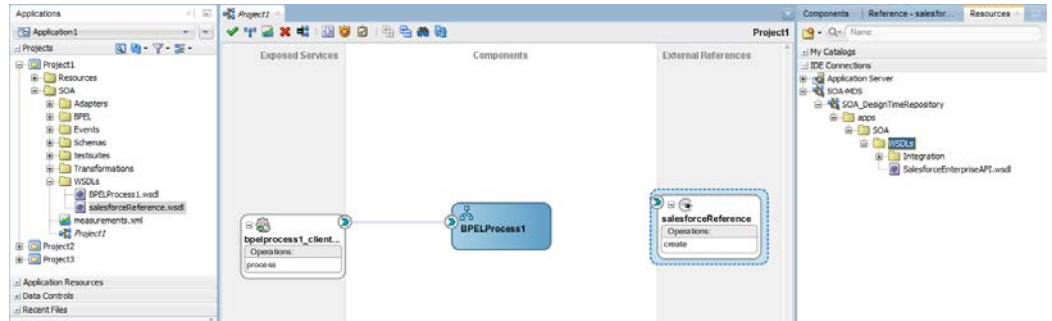 Applications
Application1
Projects
Project1
Resources
SOA
Adapters
BPEL
Events
Schemas
testsuites
Transformations
WSDLs
BPELProcess1.wsdl
salesforceReference.wsdl
measurements.xml
Project1
Project2
Project3
Application Resources
Data Controls
Recent Files
Project1
Project1
Exposed Services
Components
External References
bpelprocess1_client...
Operations:
process
BPELProcess1
salesforceReference
Operations:
create
Components
Reference - salesfor...
Resources
Name
My Catalogs
IDE Connections
Application Server
SOA-MDS
SOA_DesignTimeRepository
apps
SOA
WSDLs
Integration
SalesforceEnterpriseAPI.wsdl